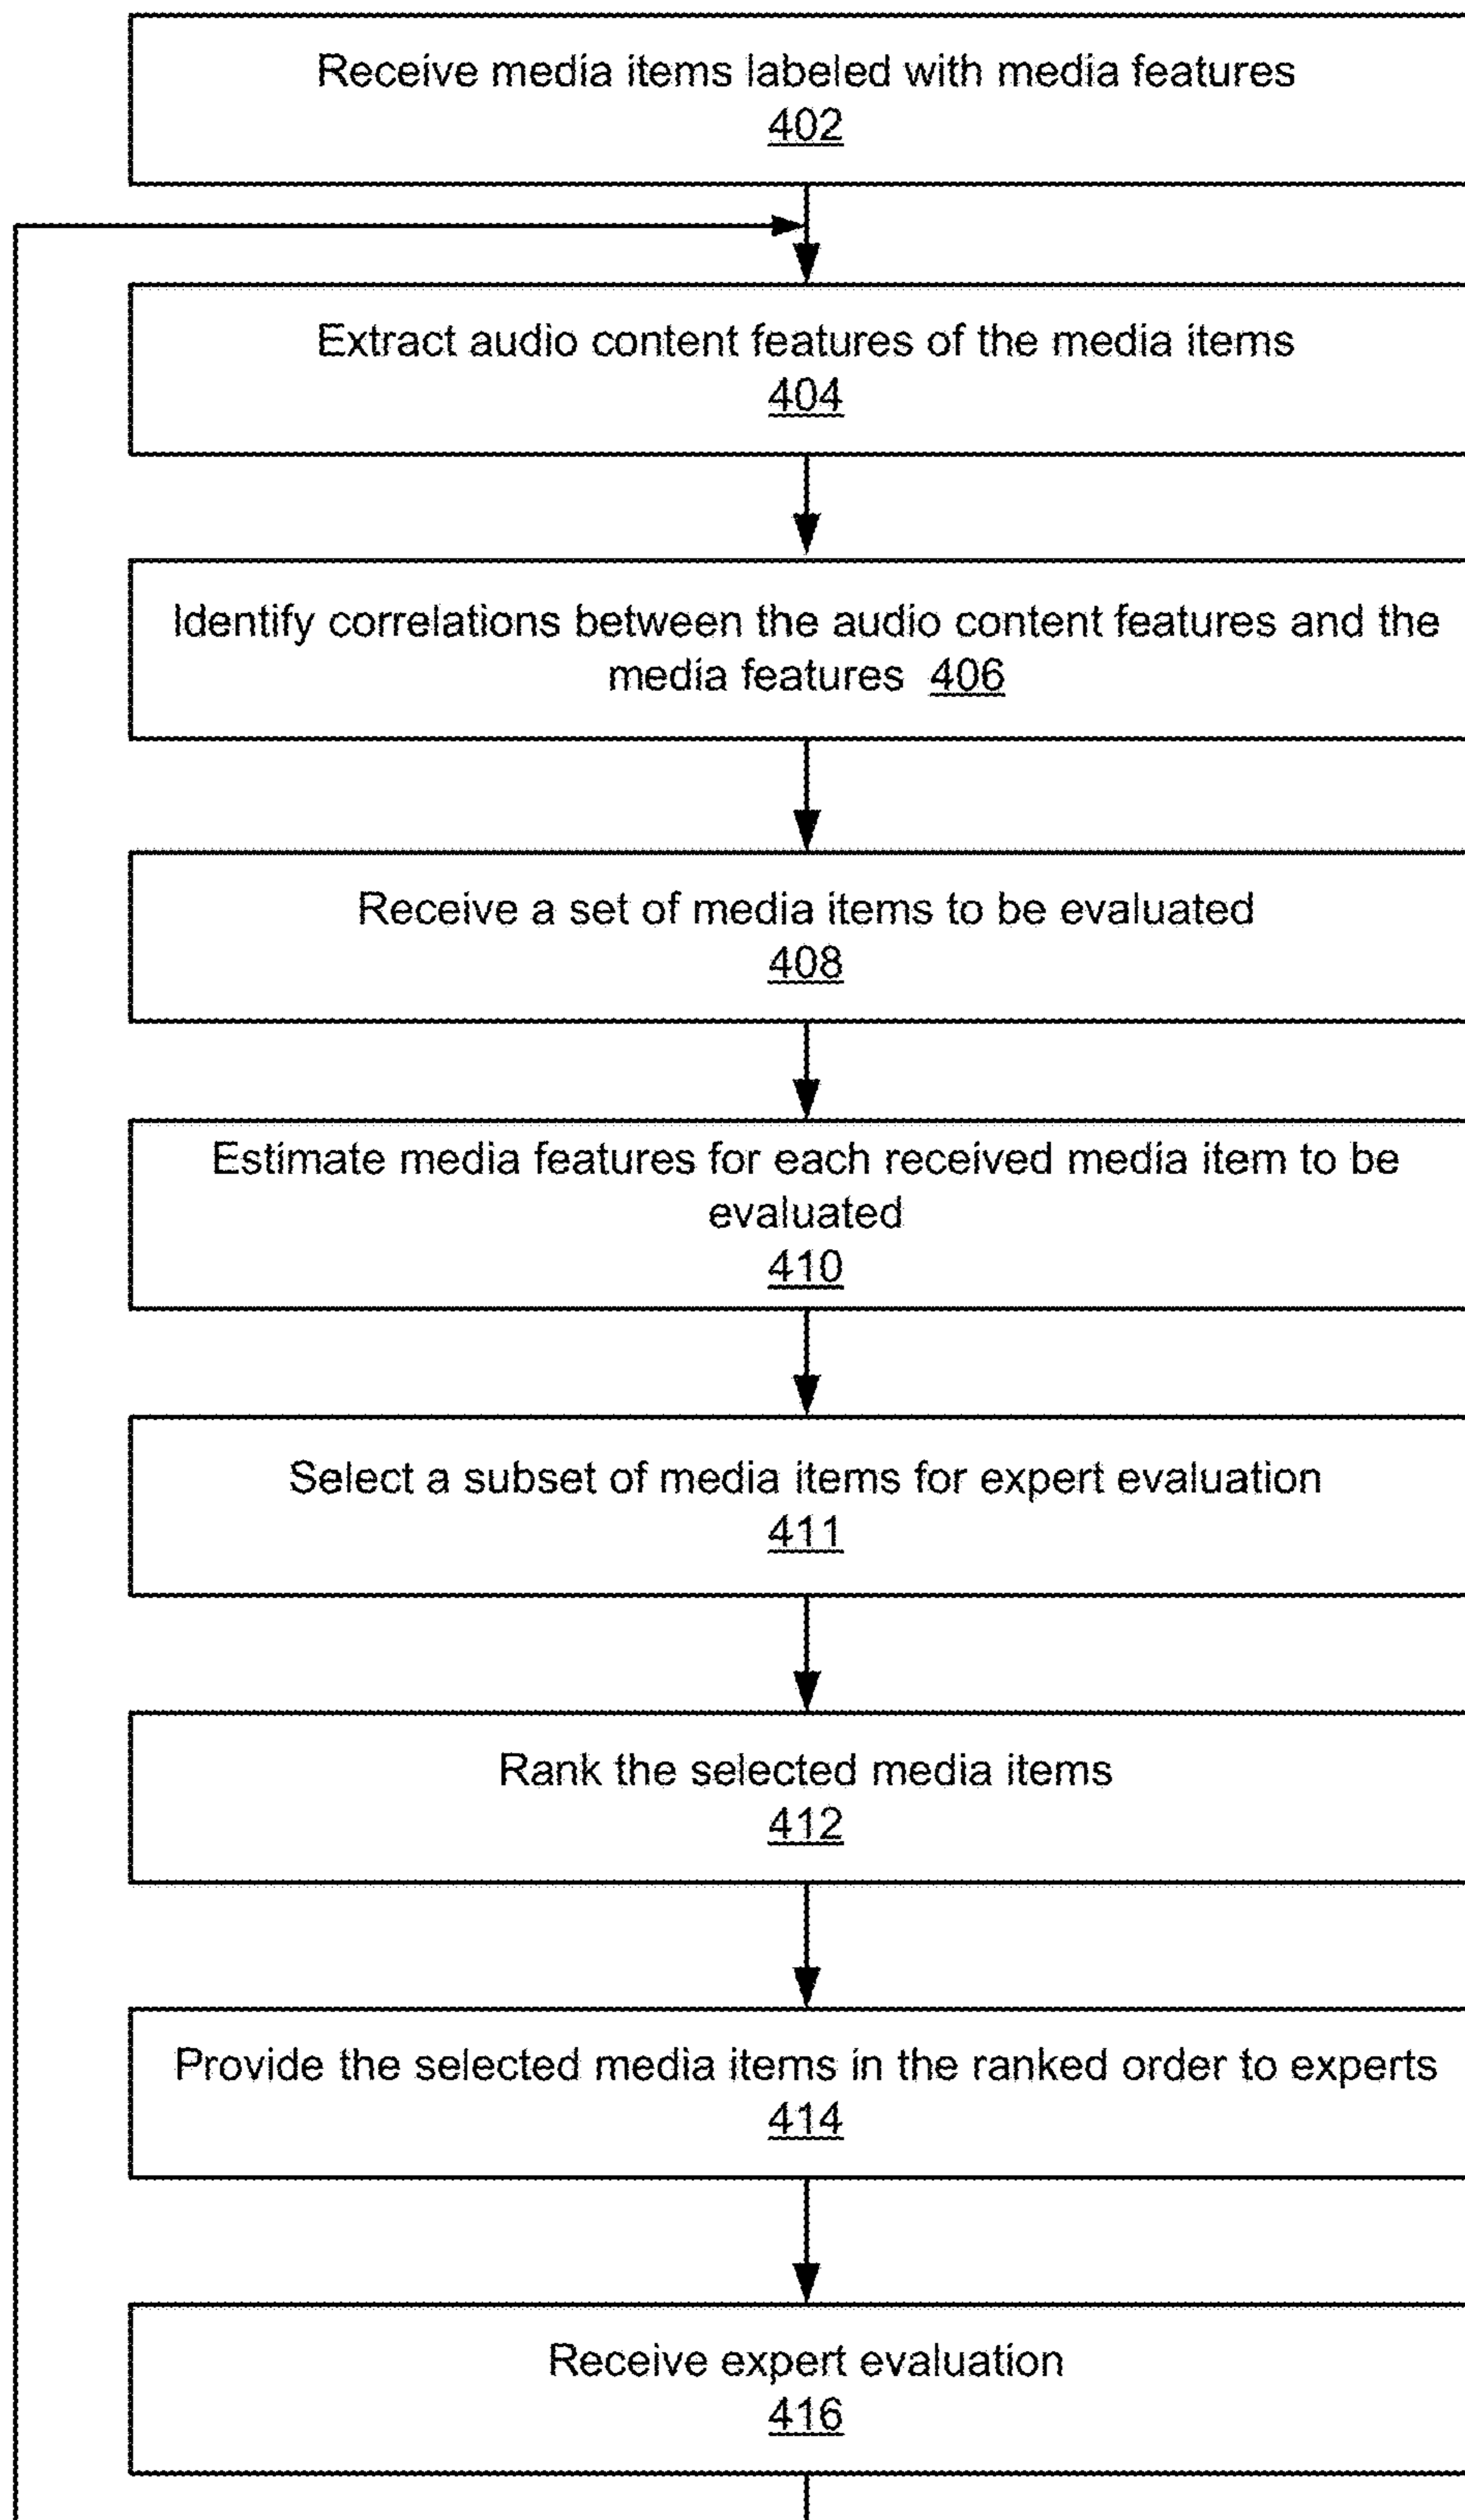 Receive media items labeled with media features
402
Extract audio content features of the media items
404
Identify correlations between the audio content features and the
media features 406
Receive a set of media items to be evaluated
408
Estimate media features for each received media item to be
evaluated
410
Select a subset of media items for expert evaluation
411
Rank the selected media items
412
Provide the selected media items in the ranked order to experts
414
Receive expert evaluation
416